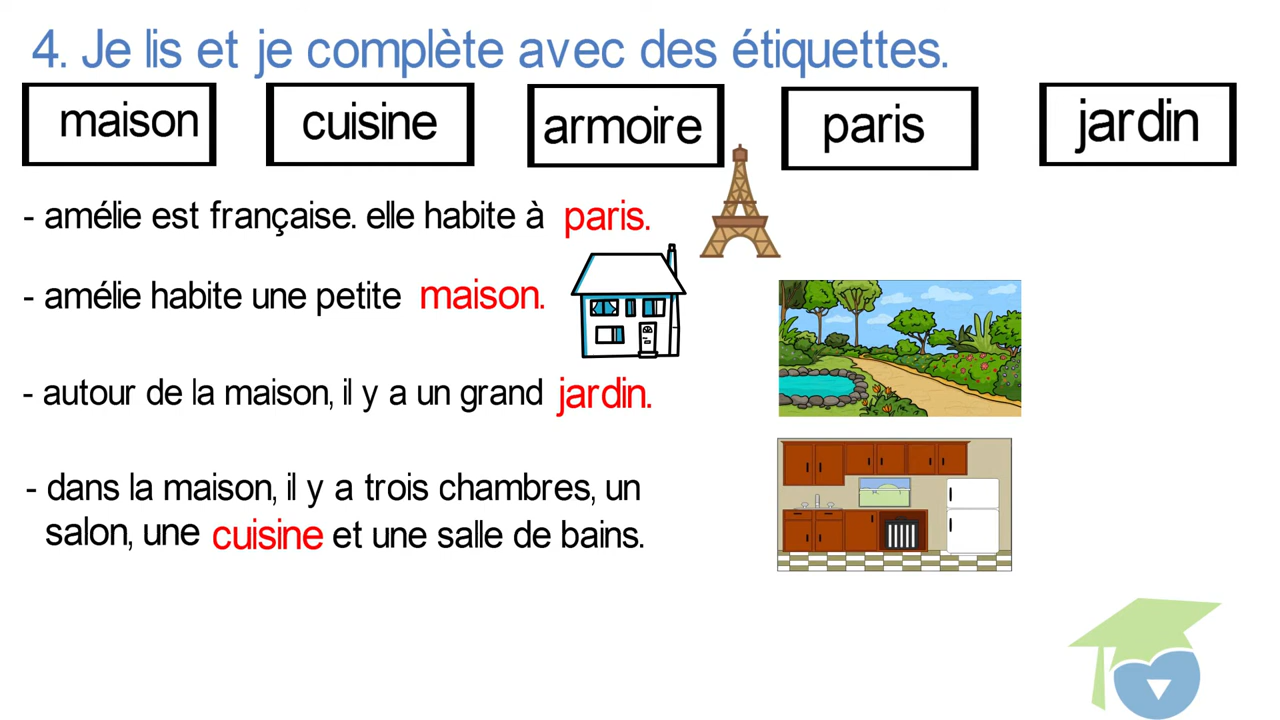 4. Je lis et je complète avec des étiquettes.
maison cuisine armoire paris jardin
- amélie est française. elle habite à paris.
- amélie habite une petite maison.
- autour de la maison, il y a un grand jardin.
- dans la maison, il y a trois chambres, un
salon, une cuisine et une salle de bains.